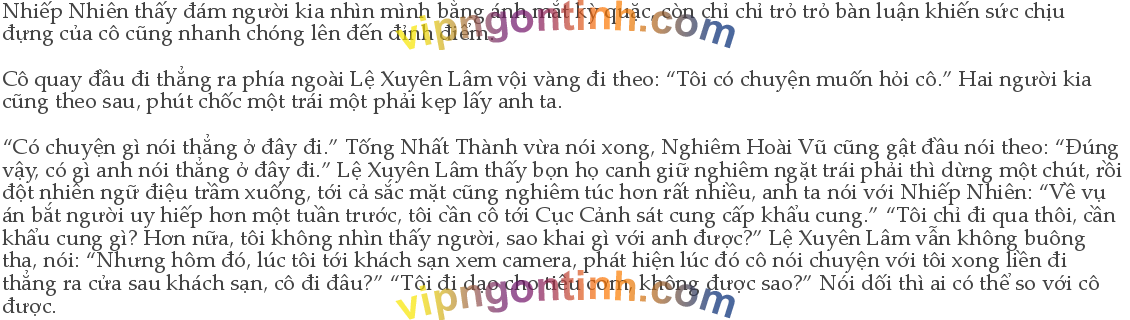 Nhiếp Nhiên thấy đám người kia nhìn mình bằng ánh mắt kỳ quặc, còn chỉ chỉ trỏ trỏ bàn luận khiến sức chịu
đựng của cô cũng nhanh chóng lên đến đỉnh điểm.
vipngontinh.com
Cô quay đầu đi thẳng ra phía ngoài Lệ Xuyên Lâm vội vàng đi theo: “Tôi có chuyện muốn hỏi cô.” Hai người kia
cũng theo sau, phút chốc một trái một phải kẹp lấy anh ta.
“Có chuyện gì nói thẳng ở đây đi.” Tống Nhất Thành vừa nói xong, Nghiêm Hoài Vũ cũng gật đầu nói theo: “Đúng
vậy, có gì anh nói thẳng ở đây đi.” Lệ Xuyên Lâm thấy bọn họ canh giữ nghiêm ngặt trái phải thì dừng một chút, rồi
đột nhiên ngữ điệu trầm xuống, tới cả sắc mặt cũng nghiêm túc hơn rất nhiều, anh ta nói với Nhiếp Nhiên: “Về vụ
án bắt người uy hiếp hơn một tuần trước, tôi cần cô tới Cục Cảnh sát cung cấp khẩu cung.” “Tôi chỉ đi qua thôi, cần
khẩu cung gì? Hơn nữa, tôi không nhìn thấy người, sao khai gì với anh được?” Lệ Xuyên Lâm vẫn không buông
tha, nói: “Nhưng hôm đó, lúc tôi tới khách sạn xem camera, phát hiện lúc đó cô nói chuyện với tôi xong liền đi
thẳng ra cửa sau khách sạn, cô đi đâu?” “Tôi đi dạo cho tiêu cơm, không được sao?” Nói dối thì ai có thể so với cô
được.
vipngontinh.com